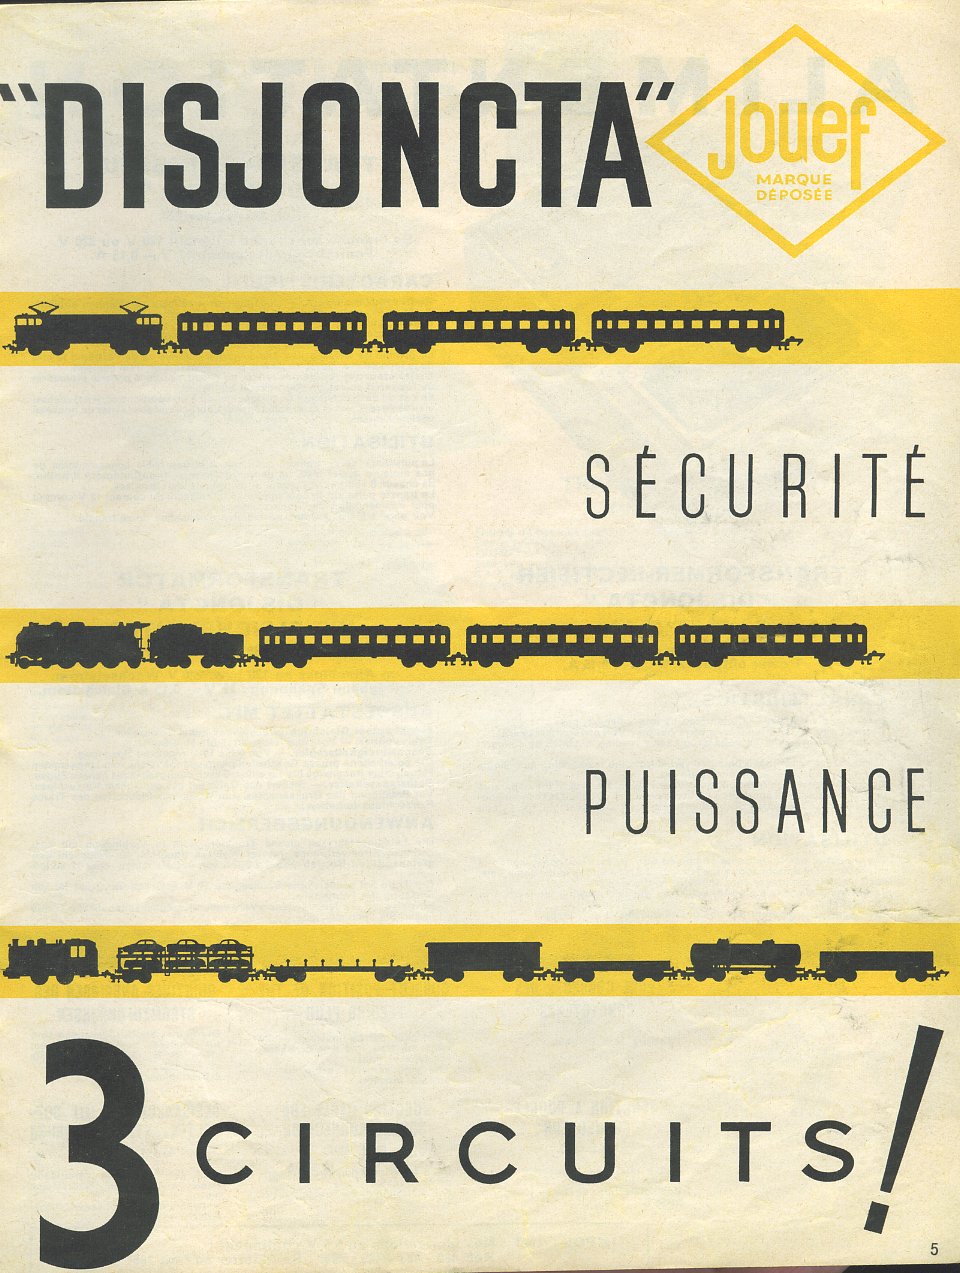 "DISJONCTA"
Jouef
MARQUE
DÉPOSÉE
SÉCURITÉ
PUISSANCE
3 CIRCUITS!
5